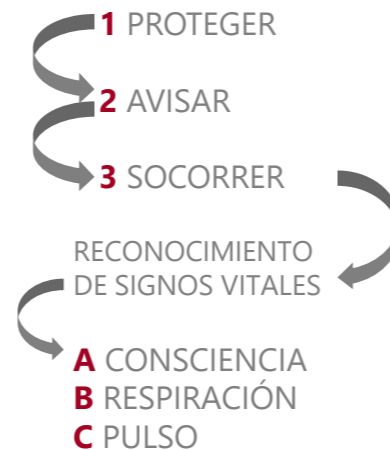 1 PROTEGER
2 AVISAR
3 SOCORRER
RECONOCIMIENTO
DE SIGNOS VITALES
A CONSCIENCIA
B RESPIRACIÓN
C PULSO